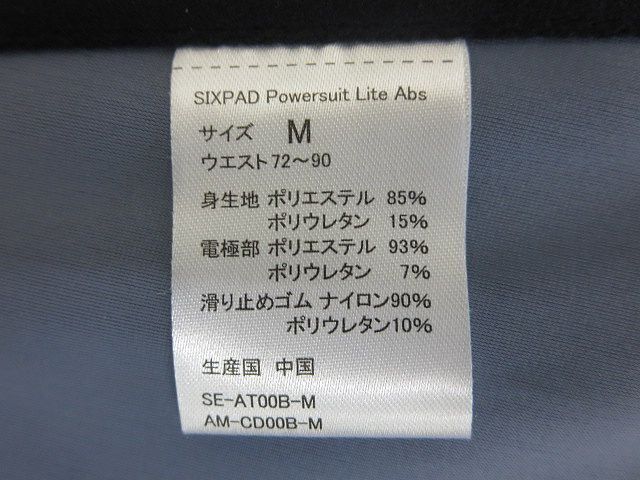 SIXPAD Powersuit Lite Abs
サイズ M
ウエスト72～90
身生地 ポリエステル 85%
ポリウレタン 15%
電極部 ポリエステル 93%
ポリウレタン 7%
滑り止めゴム ナイロン90%
ポリウレタン10%
生産国 中国
SE-AT00B-M
AM-CD00B-M